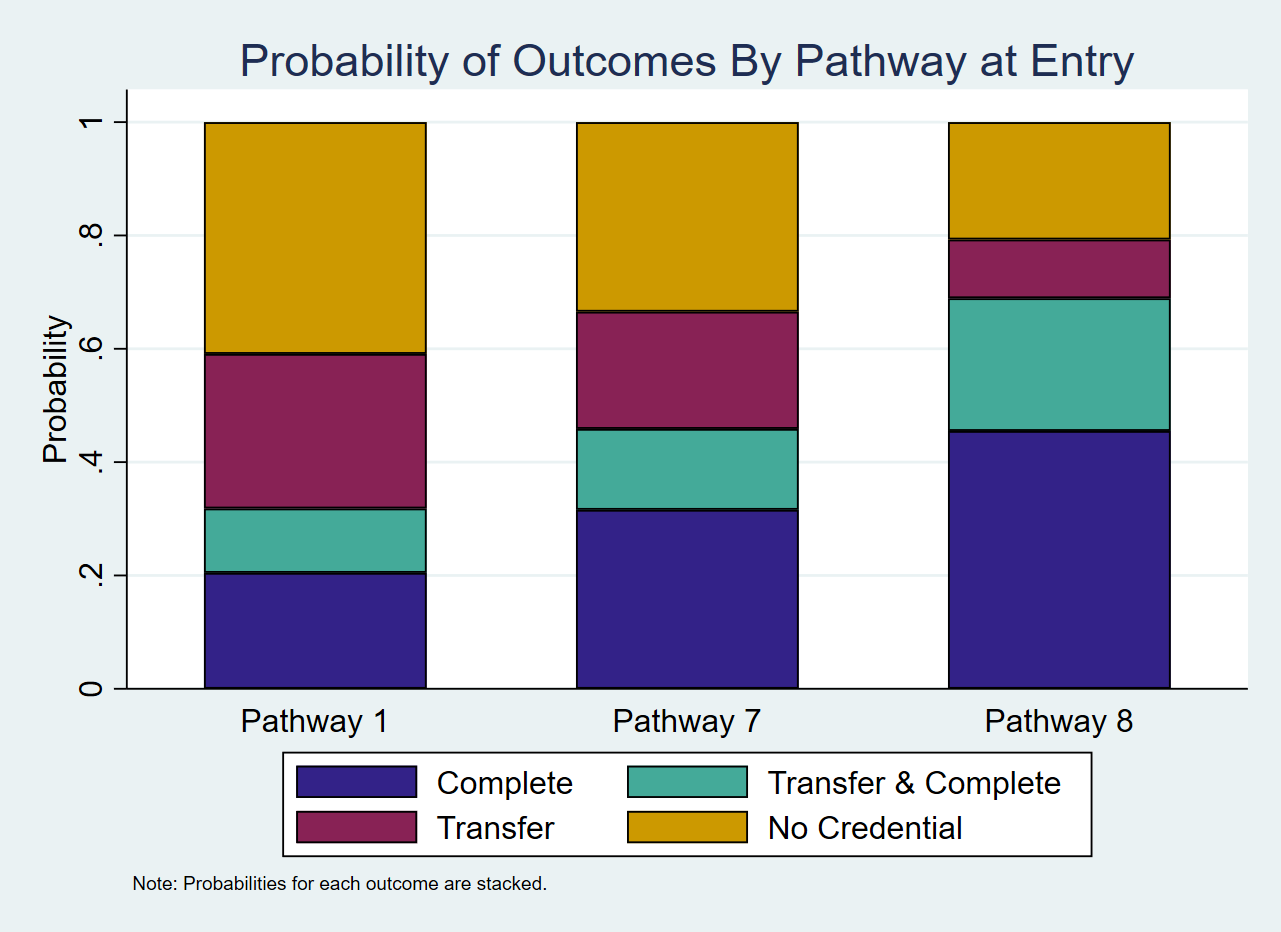 Probability of Outcomes By Pathway at Entry
Probability
1
.8
.6
.4
.2
0
Pathway 1 Pathway 7 Pathway 8
Complete Transfer & Complete
Transfer No Credential
Note: Probabilities for each outcome are stacked.